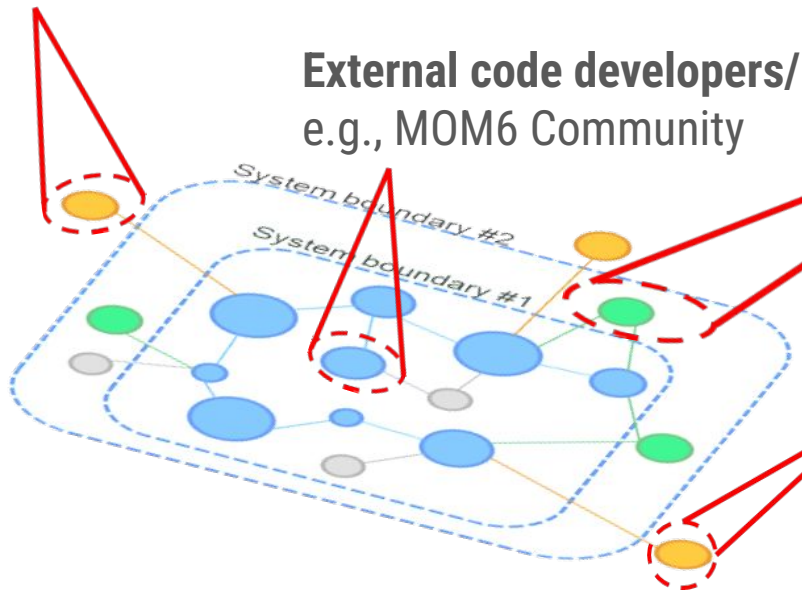 External code developers/
e.g., MOM6 Community
System boundary #2
System boundary #1